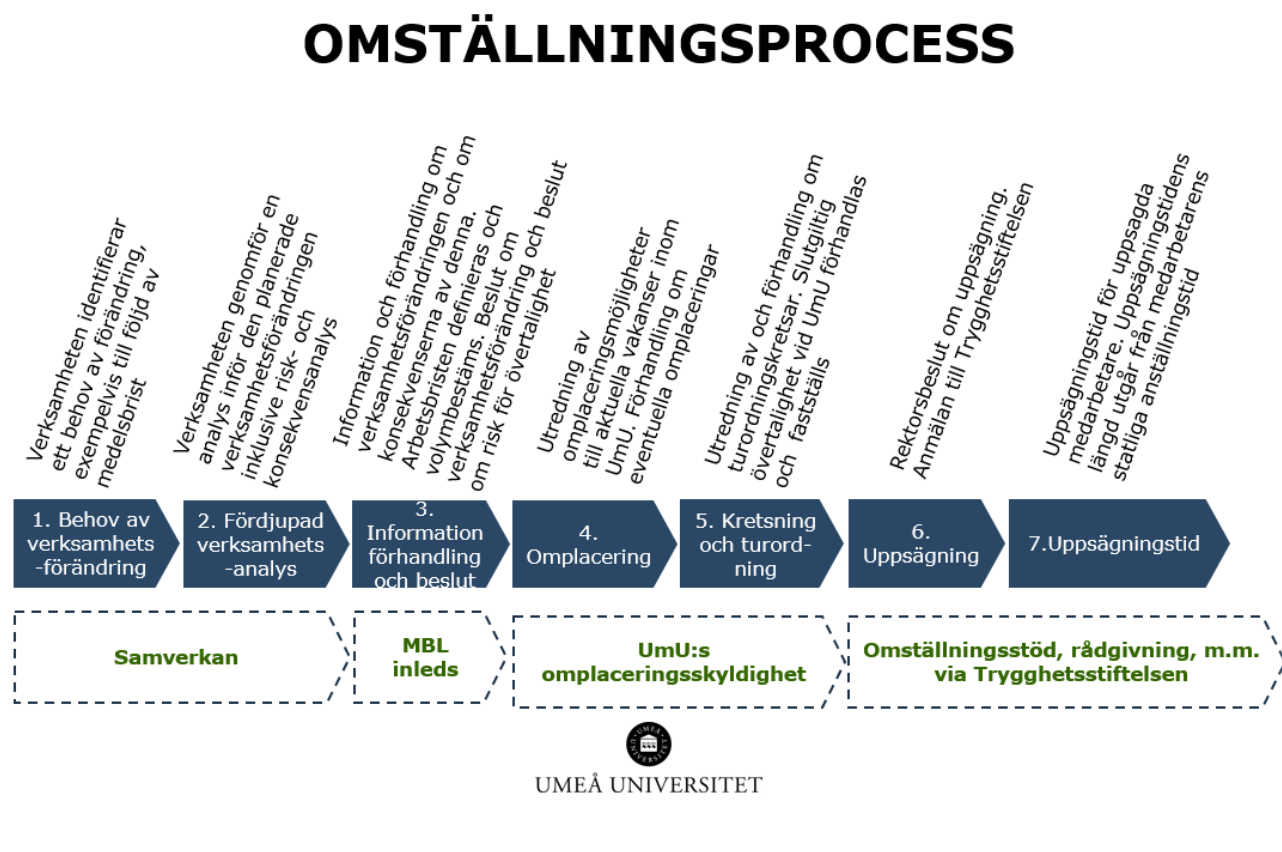 OMSTÄLLNINGSPROCESS
Verksamheten identifierar
ett behov av förändring,
exempelvis till följd av
medelsbrist
Verksamheten genomför en
analys inför den planerade
verksamhetsförändringen
inklusive risk- och
konsekvensanalys
Information och förhandling om
verksamhetsförändringen och om
konsekvenserna av denna.
Arbetsbristen definieras och
volymbestäms. Beslut om
verksamhetsförändring och beslut
om risk för övertalighet
Utredning av
omplaceringsmöjligheter
till aktuella vakanser inom
UmU. Förhandling om
eventuella omplaceringar
Utredning av och förhandling om
turordningskretsar. Slutgiltig
övertalighet vid UmU förhandlas
och fastställs
Rektorsbeslut om uppsägning.
Anmälan till Trygghetsstiftelsen
Uppsägningstid för uppsagda
medarbetare. Uppsägningstidens
längd utgår från medarbetarens
statliga anställningstid
1. Behov av
verksamhets
-förändring
2. Fördjupad
verksamhets
-analys
3.
Information
förhandling
och beslut
4.
Omplacering
5. Kretsning
och turord-
ning
6.
Uppsägning
7.Uppsägningstid
Samverkan
MBL
inleds
UmU:s
omplaceringsskyldighet
Omställningsstöd, rådgivning, m.m.
via Trygghetsstiftelsen
UMEÅ UNIVERSITET
UMEÅ UNIVERSITET